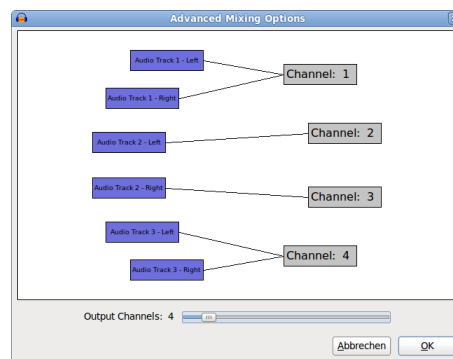 Advanced Mixing Options
Audio Track 1 - Left
Channel: 1
Audio Track 1 - Right
Audio Track 2 - Left
Channel: 2
Audio Track 2 - Right
Channel: 3
Audio Track 3 - Left
Channel: 4
Audio Track 3 - Right
Output Channels: 4
Abbrechen
OK